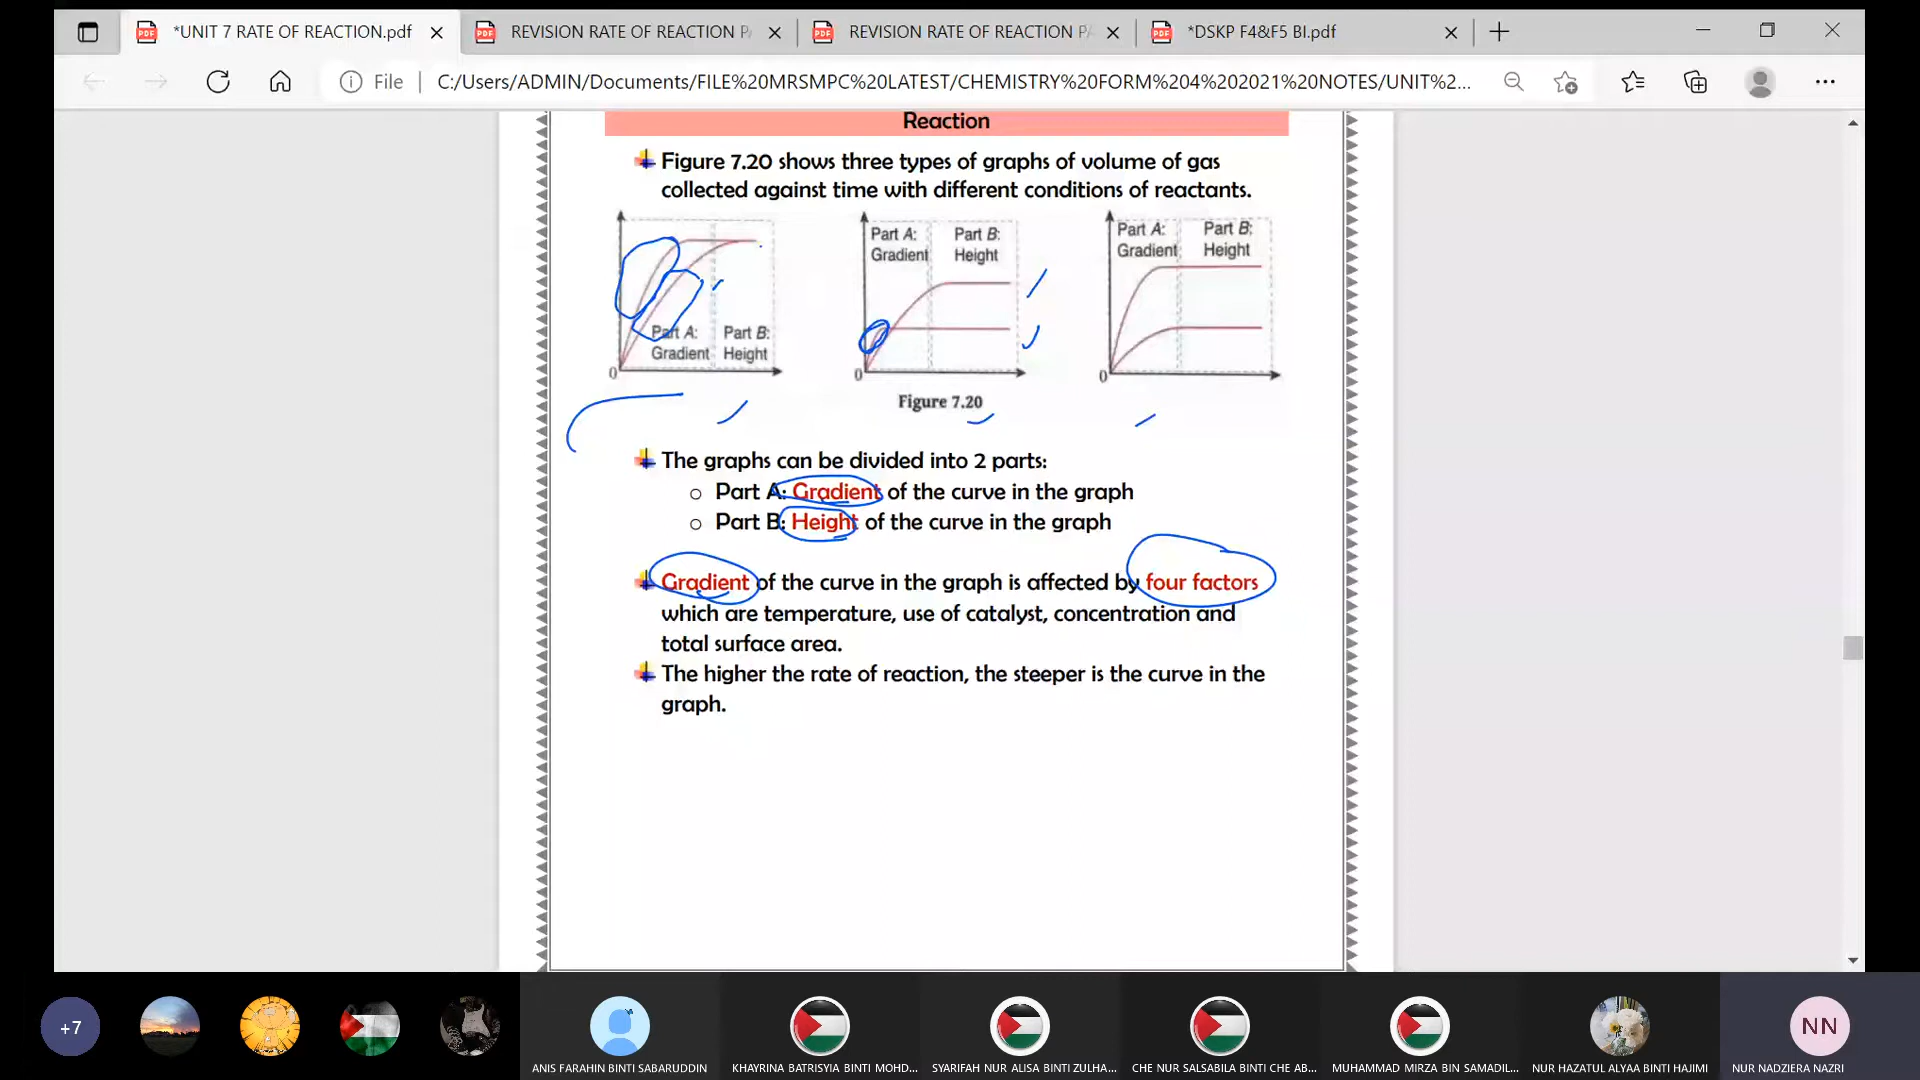 *UNIT 7 RATE OF REACTION.pdf
REVISION RATE OF REACTION PA
REVISION RATE OF REACTION PA
*DSKP F4&F5 BI.pdf
File
C:/Users/ADMIN/Documents/FILE%20MRSMPC%20LATEST/CHEMISTRY%20FORM%204%202021%20NOTES/UNIT%2...
Reaction
Figure 7.20 shows three types of graphs of volume of gas
collected against time with different conditions of reactants.
Part A: Gradient
Part B: Height
0
Part A: Gradient
Part B: Height
0
Part A: Gradient
Part B: Height
0
Figure 7.20
The graphs can be divided into 2 parts:
o Part A: Gradient of the curve in the graph
o Part B: Height of the curve in the graph
Gradient of the curve in the graph is affected by four factors
which are temperature, use of catalyst, concentration and
total surface area.
The higher the rate of reaction, the steeper is the curve in the
graph.
+7
ANIS FARAHIN BINTI SABARUDDIN
KHAYRINA BATRISYIA BINTI MOHD...
SYARIFAH NUR ALISA BINTI ZULHA...
CHE NUR SALSABILA BINTI CHE AB...
MUHAMMAD MIRZA BIN SAMADIL...
NUR HAZATUL ALYAA BINTI HAJIMI
NN
NUR NADZIERA NAZRI